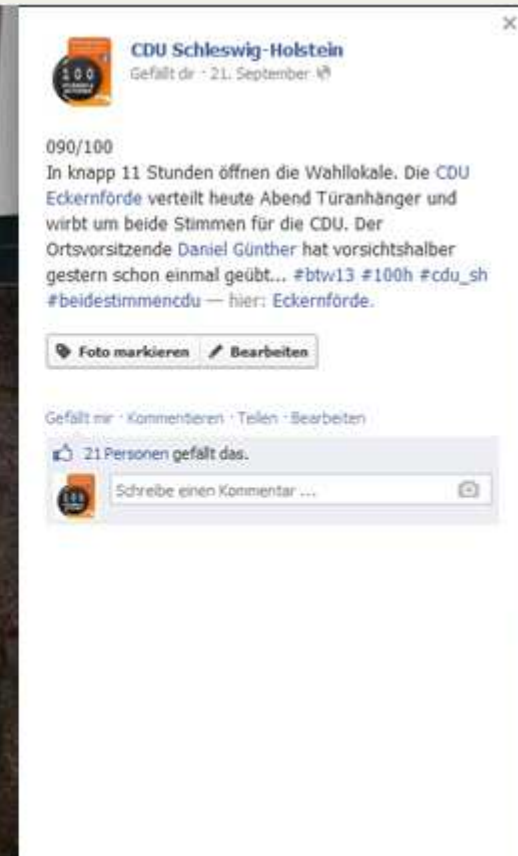 ×
CDU Schleswig-Holstein
Gefällt dir · 21. September
100
090/100
In knapp 11 Stunden öffnen die Wahllokale. Die CDU
Eckernförde verteilt heute Abend Türanhänger und
wirbt um beide Stimmen für die CDU. Der
Ortsvorsitzende Daniel Günther hat vorsichtshalber
gestern schon einmal geübt... #btw13 #100h #cdu_sh
#beidestimmencdu — hier: Eckernförde.
Foto markieren Bearbeiten
Gefällt mir · Kommentieren · Teilen · Bearbeiten
21 Personen gefällt das.
100
Schreibe einen Kommentar ...